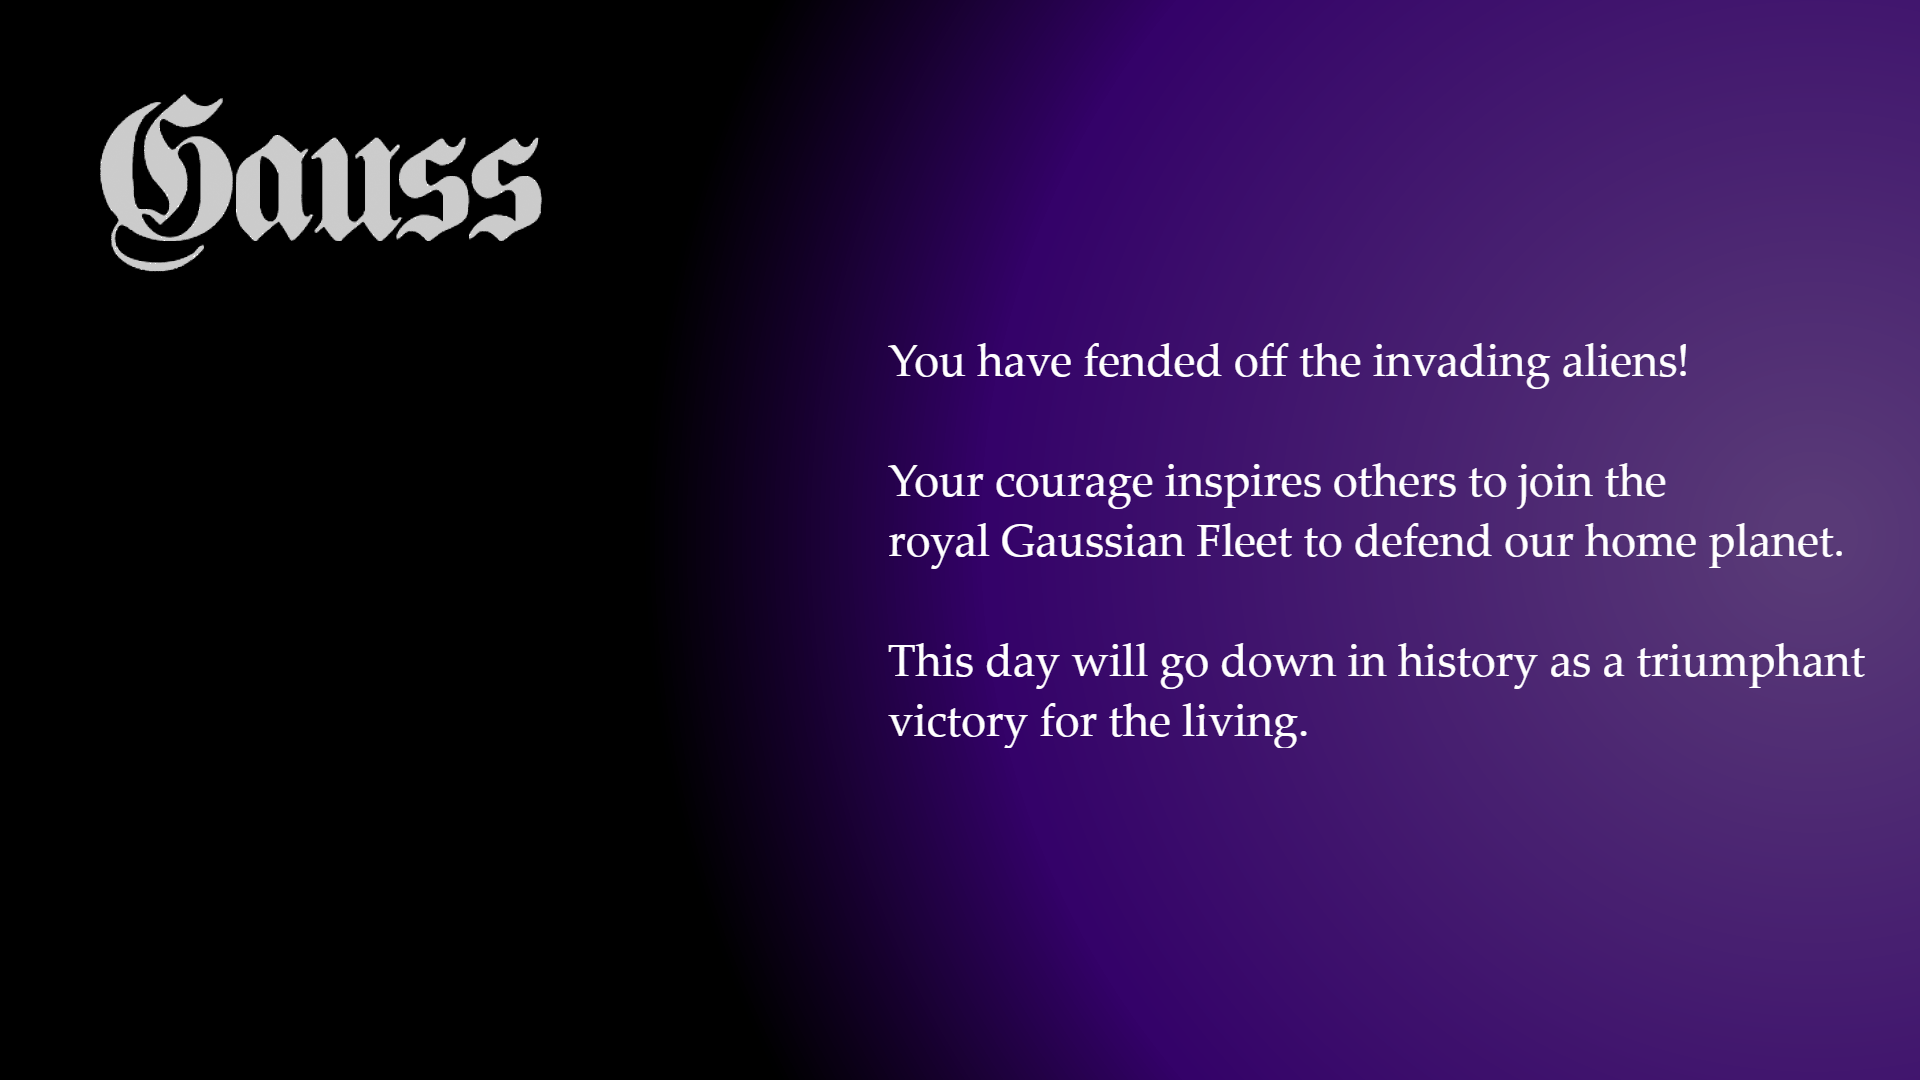 Gauss
You have fended off the invading aliens!
Your courage inspires others to join the
royal Gaussian Fleet to defend our home planet.
This day will go down in history as a triumphant
victory for the living.